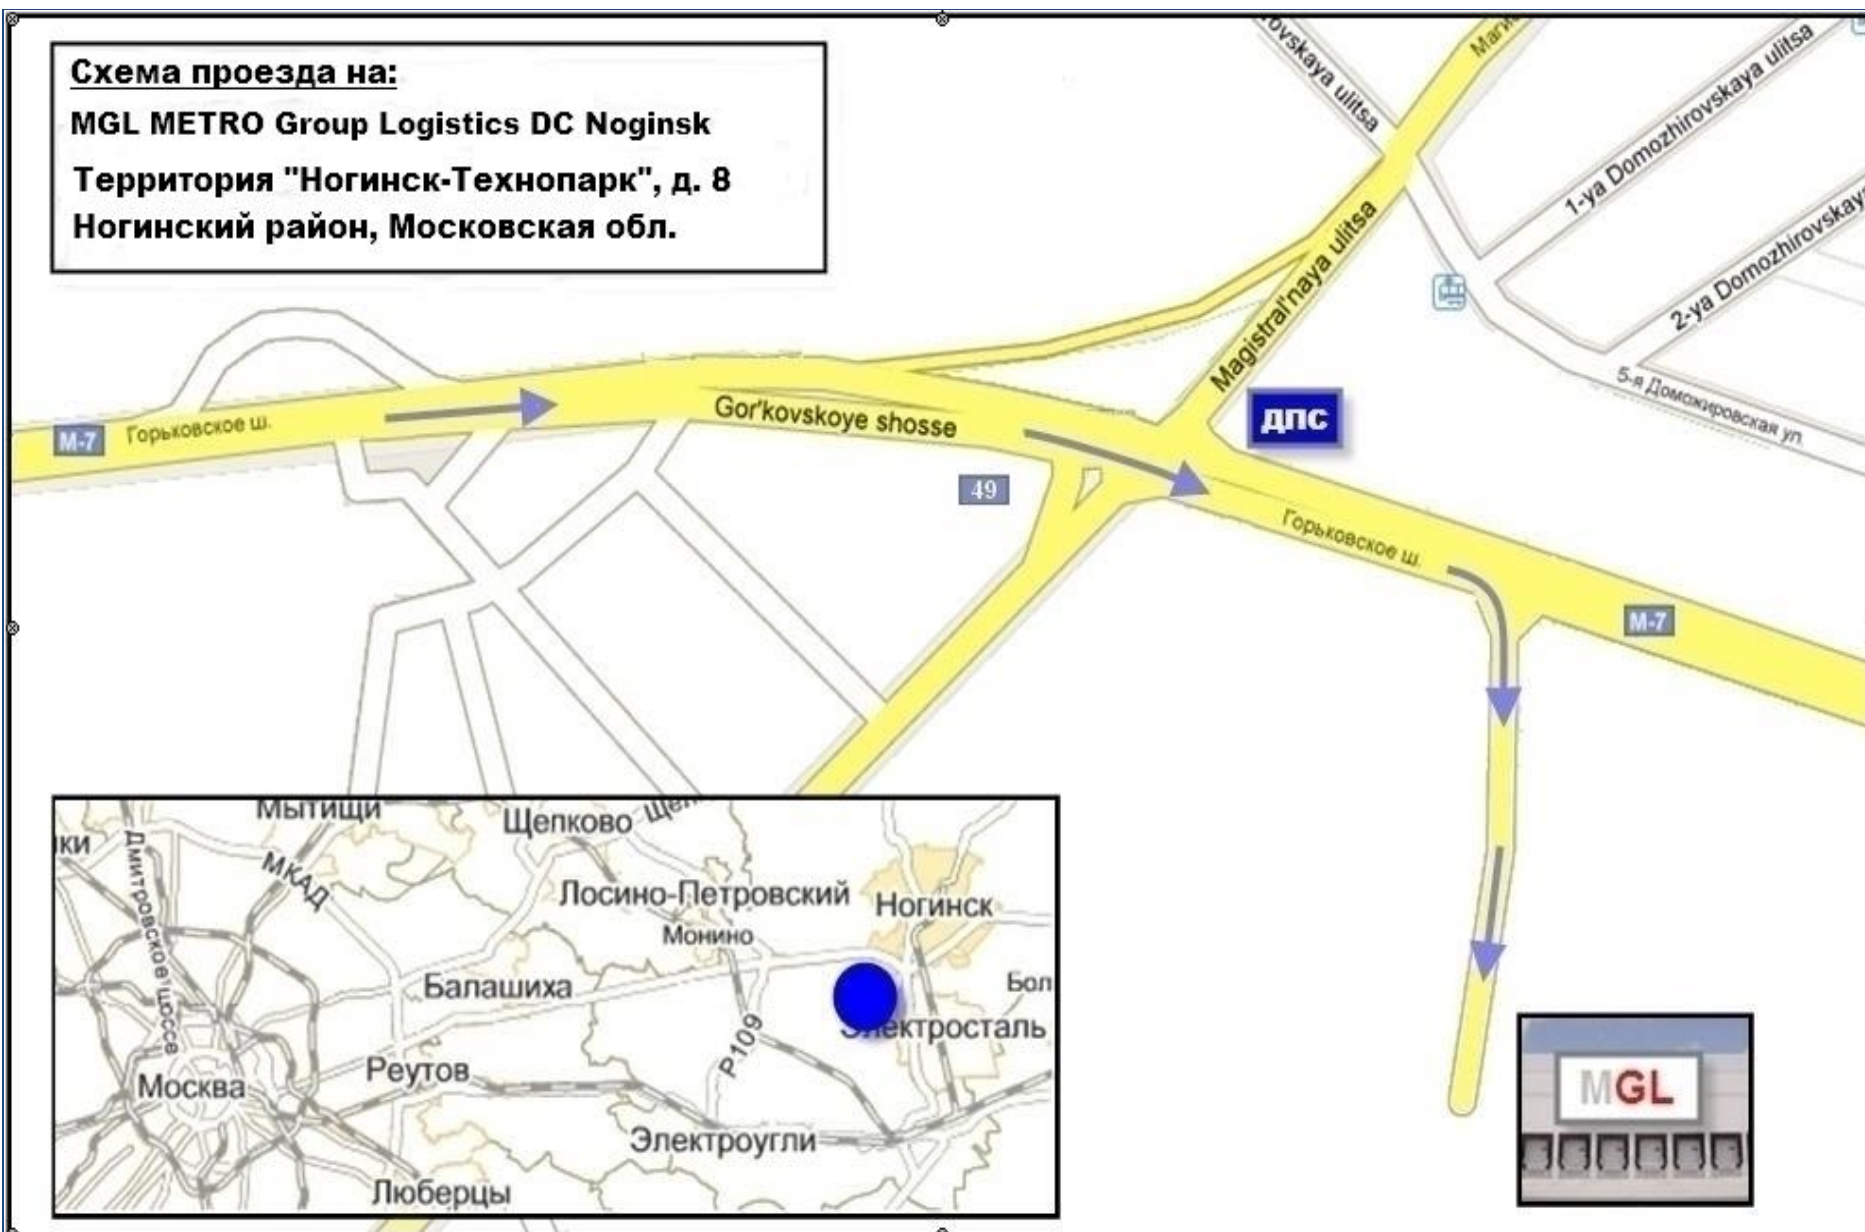 Схема проезда на:
MGL METRO Group Logistics DC Noginsk
Территория "Ногинск-Технопарк", д. 8
Ногинский район, Московская обл.
ulitsa
Magistral'naya ulitsa
1-ya Domozhirovskaya ulitsa
2-ya Domozhirovskaya
5-я Доможировская ул.
М-7
Горьковское ш.
Gor'kovskoye shosse
ДПС
49
Горьковское ш.
М-7
Мытищи
Щелково
Дмитровское шоссе
МКАД
Лосино-Петровский
Ногинск
Монино
Балашиха
Электросталь
Р109
Реутов
Москва
Электроугли
Люберцы
MGL